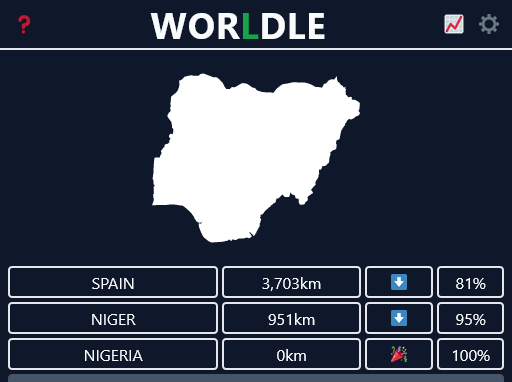 ?
WORLDLE
SPAIN 3,703km ⬇️ 81%
NIGER 951km ⬇️ 95%
NIGERIA 0km 🎉 100%